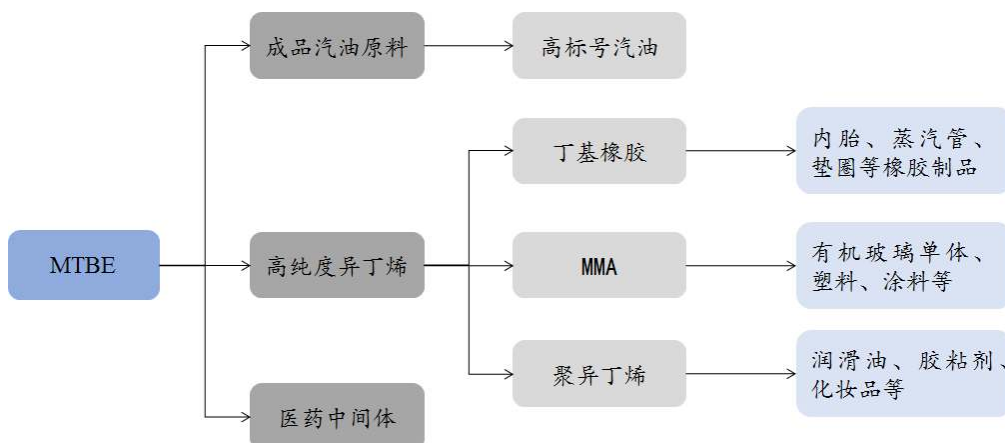 成品汽油原料
高标号汽油
丁基橡胶
内胎、蒸汽管、
垫圈等橡胶制品
MTBE
高纯度异丁烯
MMA
有机玻璃单体、
塑料、涂料等
聚异丁烯
润滑油、胶粘剂、
化妆品等
医药中间体